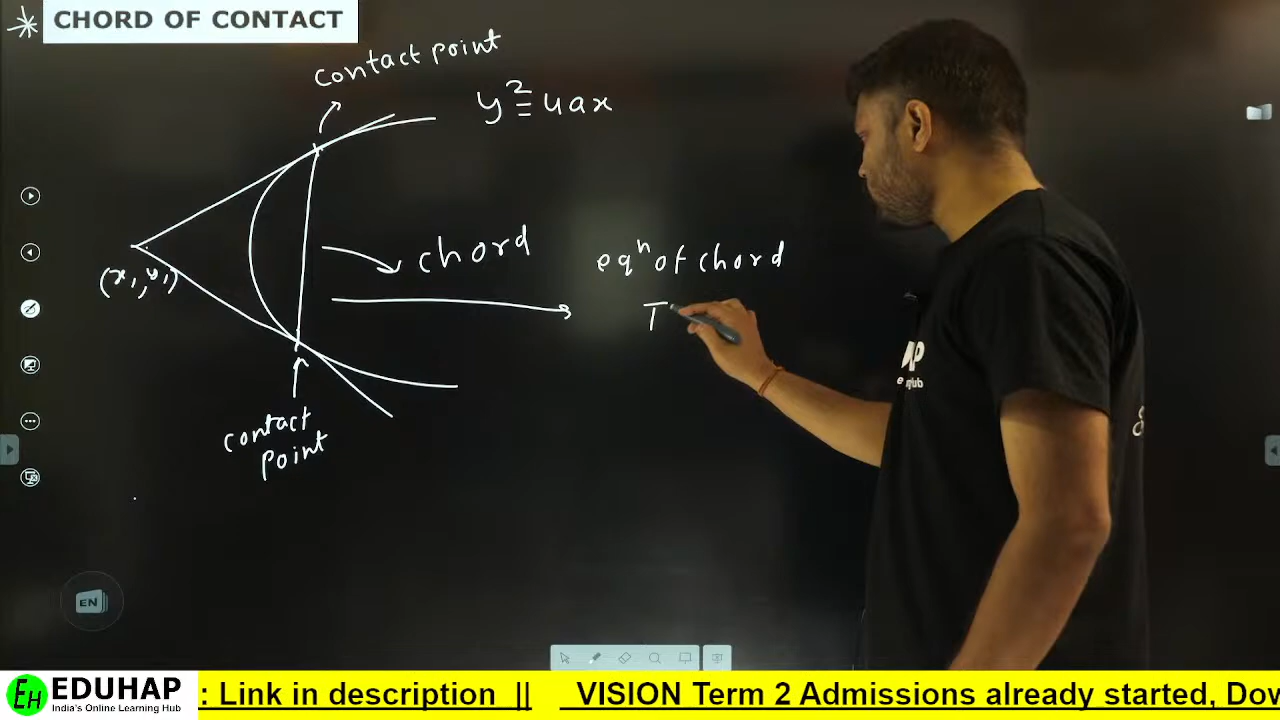 CHORD OF CONTACT
contact point
y² = 4ax
(x₁, y₁)
chord
eqⁿ of chord
T
contact
point
EN
EDUHAP
India's Online Learning Hub
: Link in description || VISION Term 2 Admissions already started, Dow